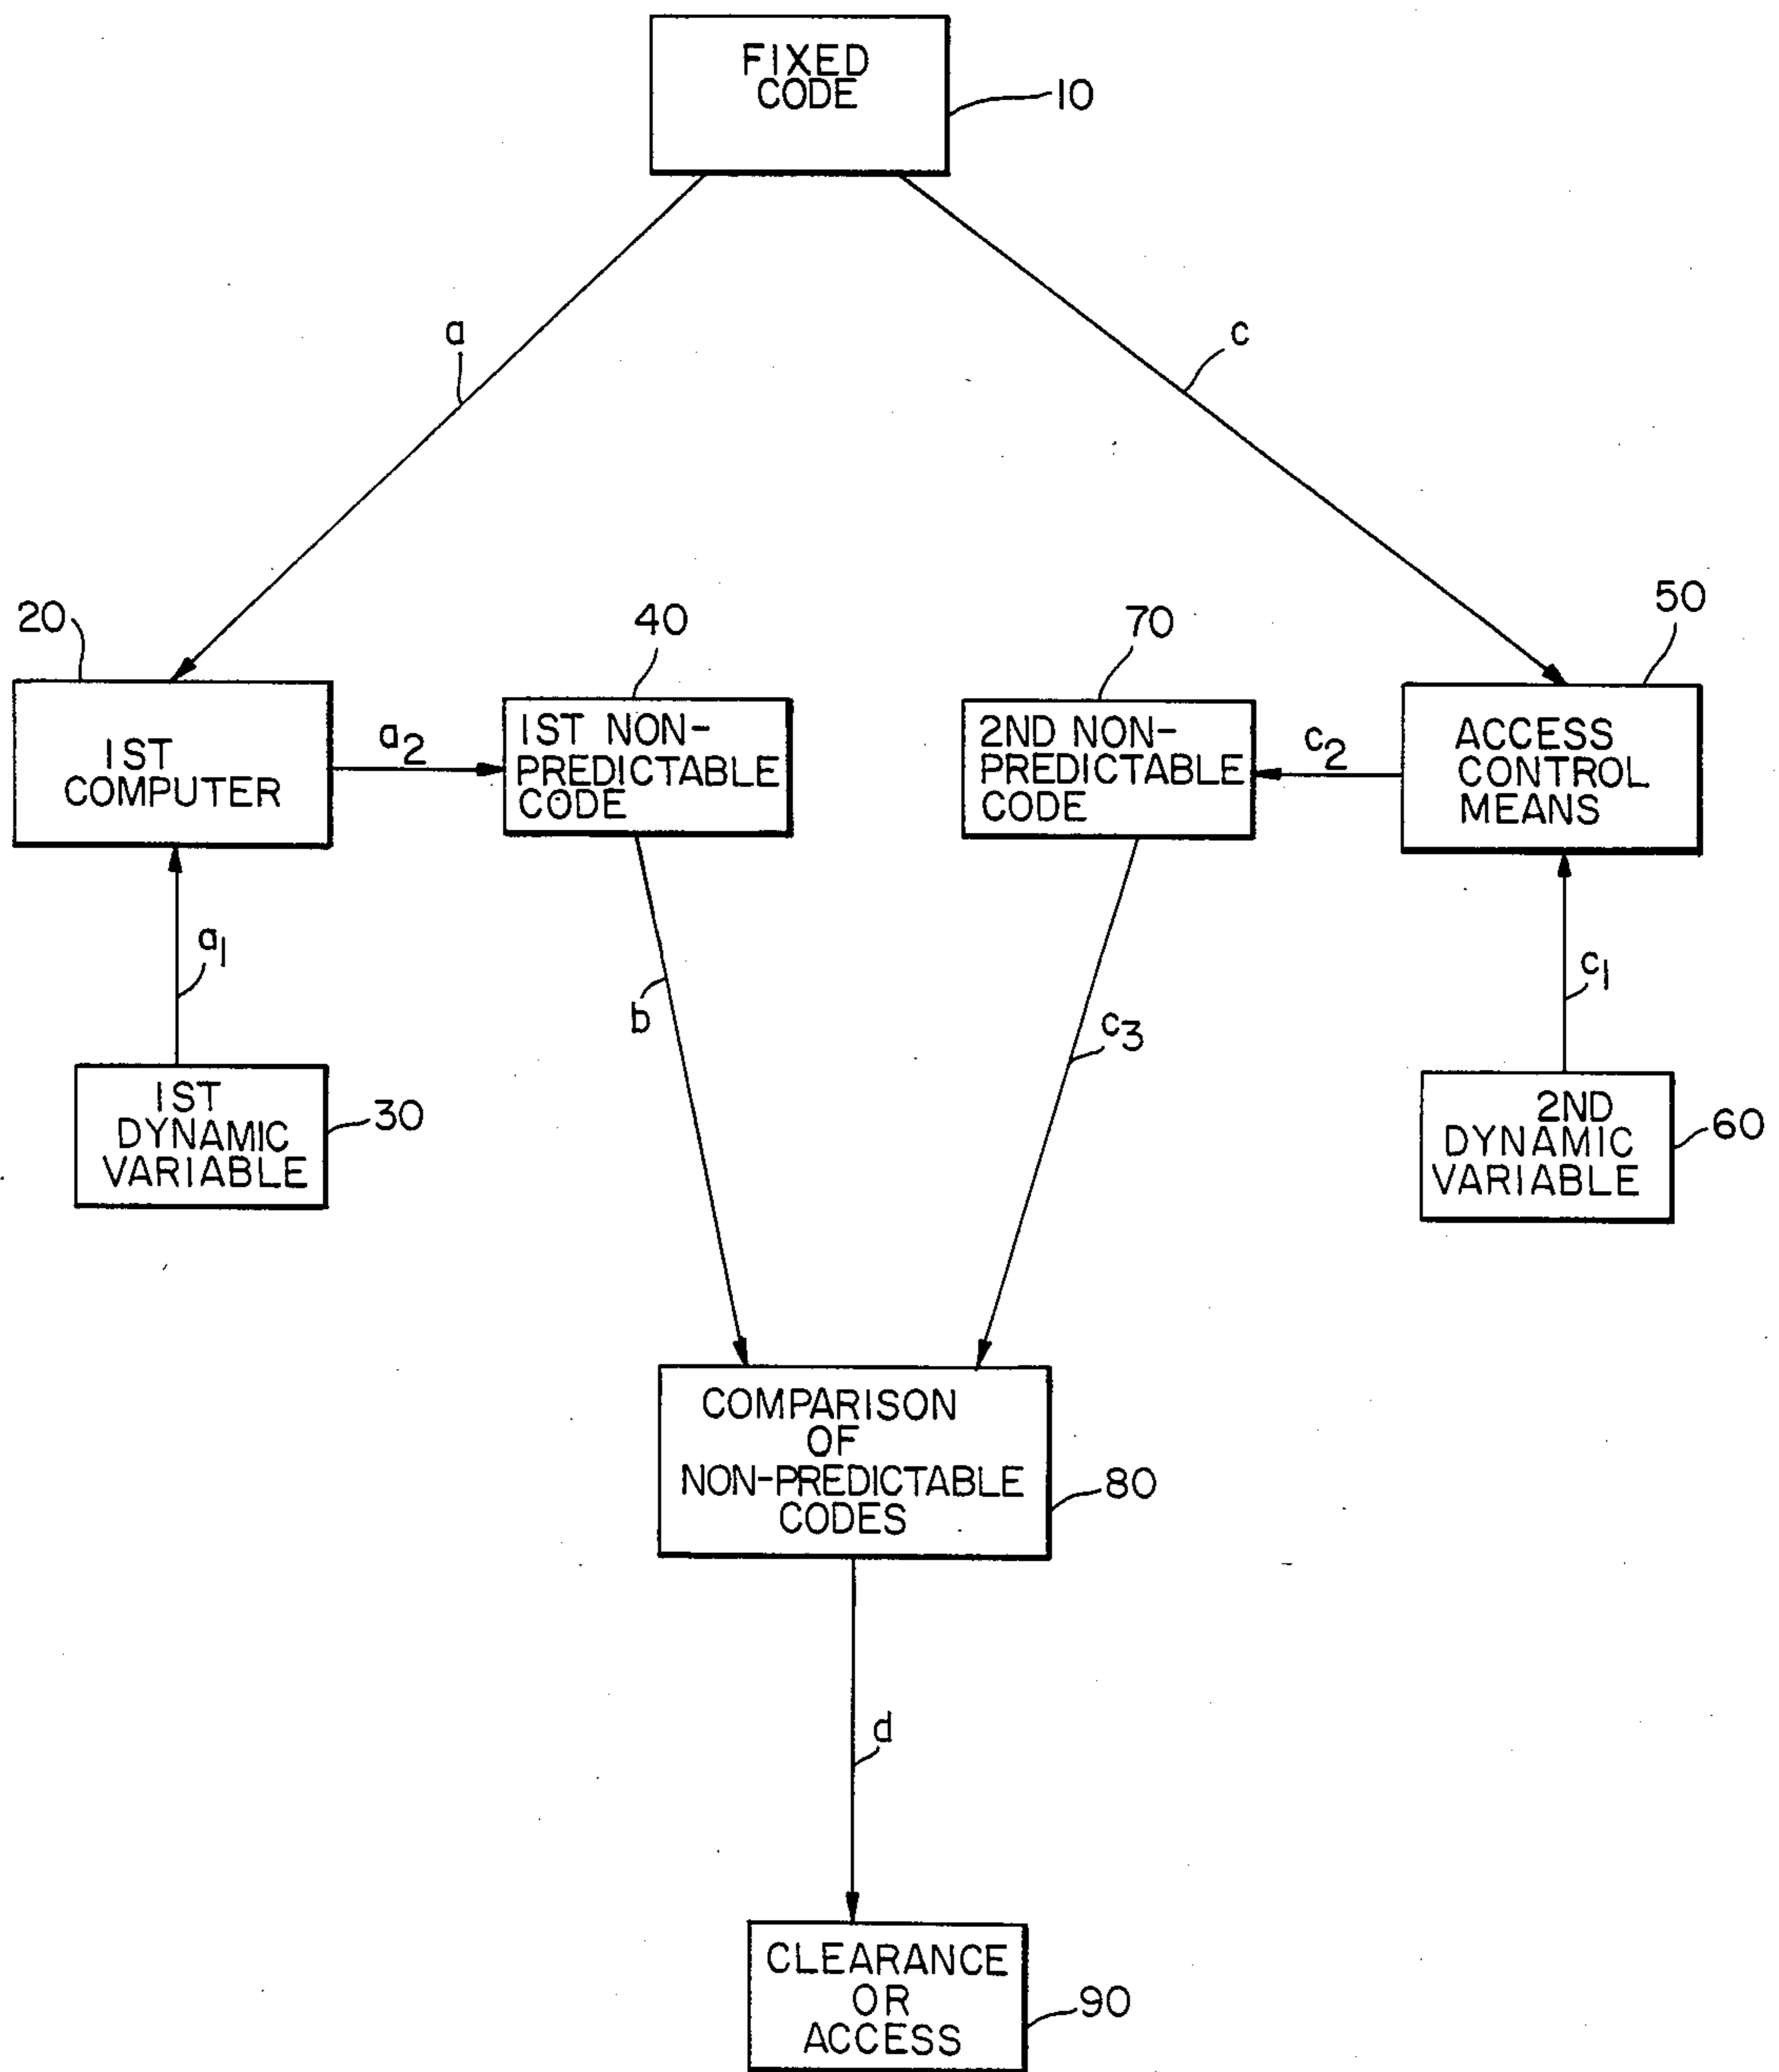 FIXED
CODE
10
a
c
20
40
70
50
1ST
COMPUTER
a2
1ST NON-
PREDICTABLE
CODE
2ND NON-
PREDICTABLE
CODE
c2
ACCESS
CONTROL
MEANS
a1
b
c3
c1
1ST
DYNAMIC
VARIABLE
30
2ND
DYNAMIC
VARIABLE
60
COMPARISON
OF
NON-PREDICTABLE
CODES
80
d
CLEARANCE
OR
ACCESS
90